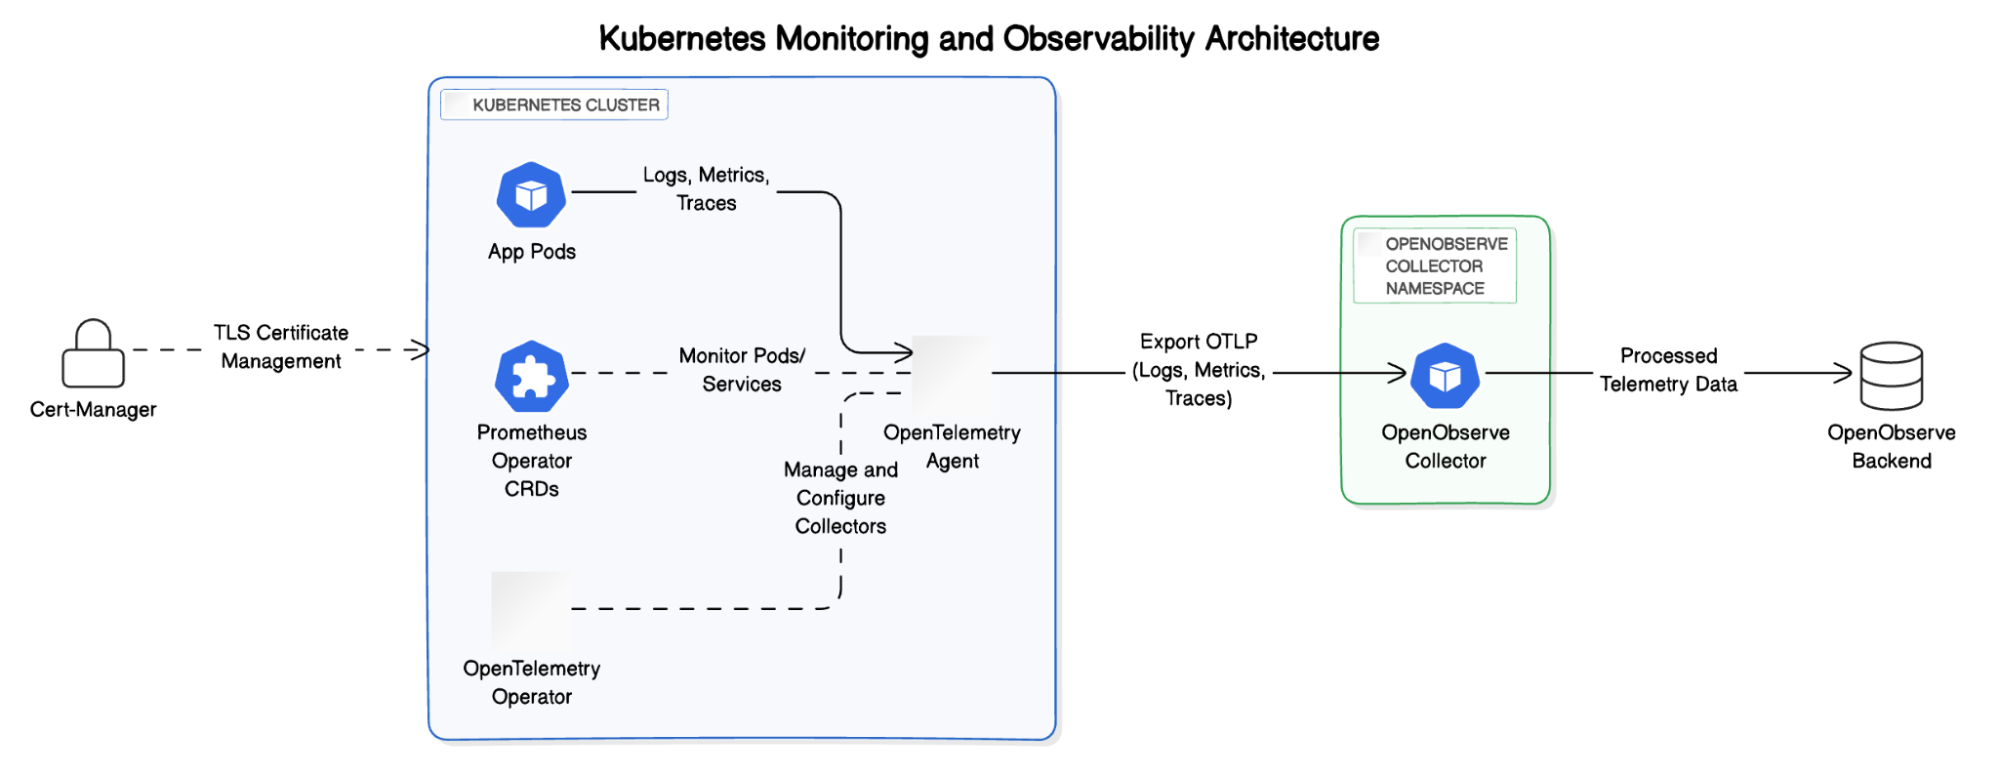 Kubernetes Monitoring and Observability Architecture
KUBERNETES CLUSTER
Logs, Metrics,
Traces
App Pods
TLS Certificate
Management
Cert-Manager
Monitor Pods/
Services
Prometheus
Operator
CRDs
OpenTelemetry
Agent
Manage and
Configure
Collectors
OpenTelemetry
Operator
Export OTLP
(Logs, Metrics,
Traces)
OPENOBSERVE
COLLECTOR
NAMESPACE
OpenObserve
Collector
Processed
Telemetry Data
OpenObserve
Backend